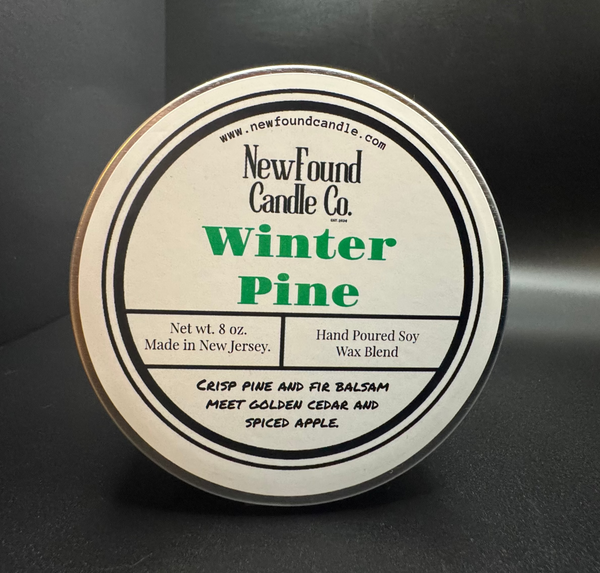 www.newfoundcandle.com
NewFound
Candle Co.
Winter
Pine
Net wt. 8 oz.
Made in New Jersey.
Hand Poured Soy
Wax Blend
Crisp pine and fir balsam
meet golden cedar and
spiced apple.